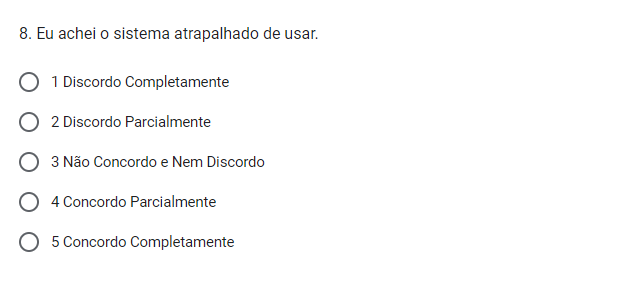 8. Eu achei o sistema atrapalhado de usar.
1 Discordo Completamente
2 Discordo Parcialmente
3 Não Concordo e Nem Discordo
4 Concordo Parcialmente
5 Concordo Completamente